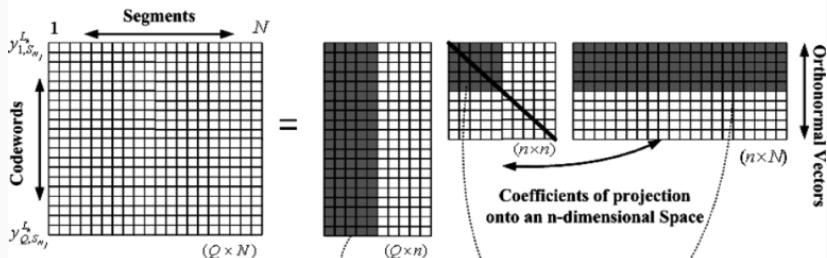 Segments
1 N
Codewords
=
(Q×N)
(Q×n)
(n×n)
(n×N)
Orthonormal Vectors
Coefficients of projection
onto an n-dimensional Space